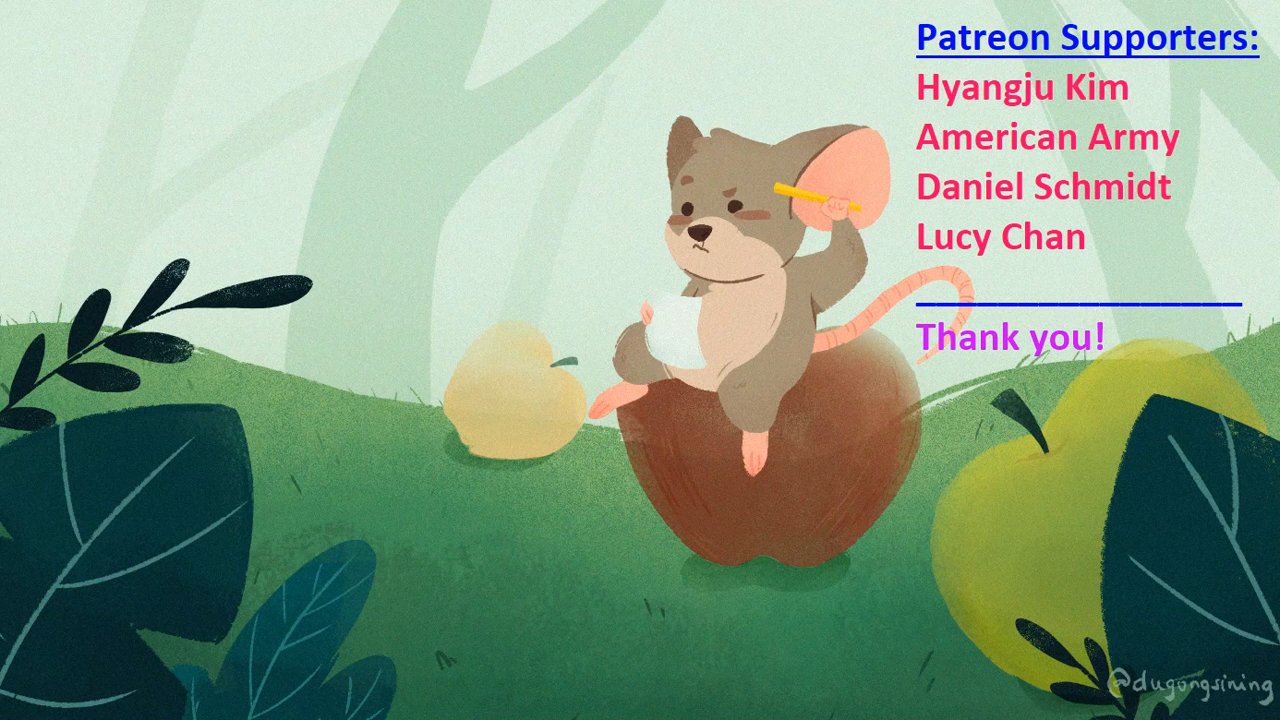 Patreon Supporters:
Hyangju Kim
American Army
Daniel Schmidt
Lucy Chan
Thank you!
@dugongsining